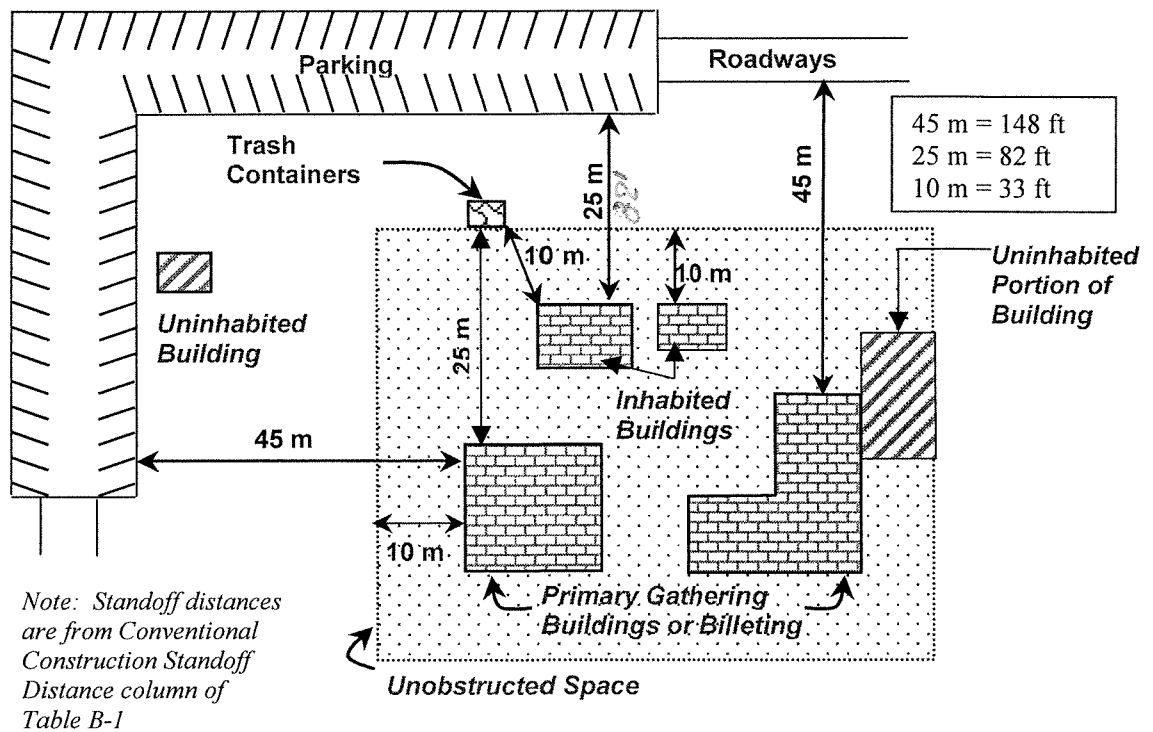 Parking
Roadways
45 m = 148 ft
25 m = 82 ft
10 m = 33 ft
Trash
Containers
25 m
82'
45 m
10 m
10 m
Uninhabited
Portion of
Building
Uninhabited
Building
25 m
Inhabited
Buildings
45 m
10 m
Primary Gathering
Buildings or Billeting
Note: Standoff distances
are from Conventional
Construction Standoff
Distance column of
Table B-1
Unobstructed Space